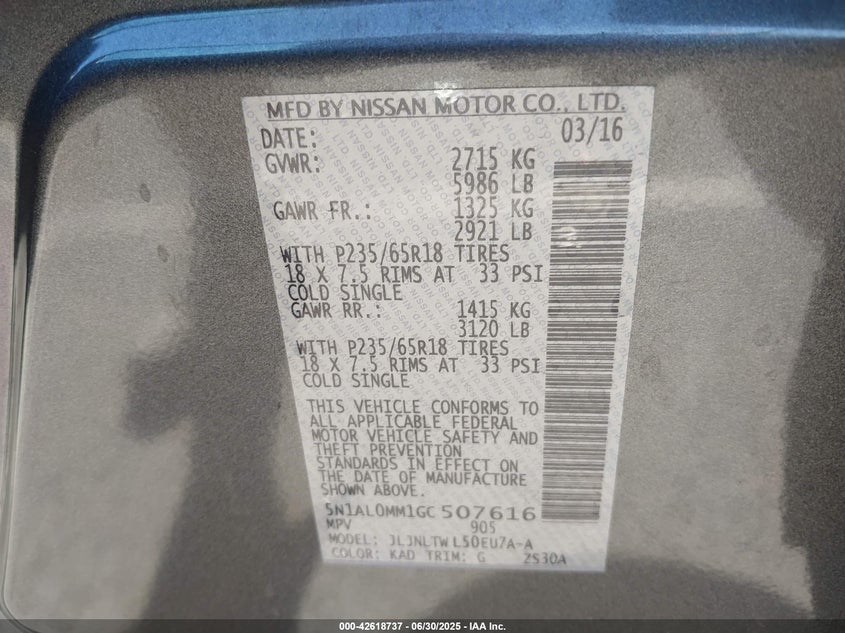 MFD BY NISSAN MOTOR CO., LTD.
DATE: 03/16
GVWR: 2715 KG
5986 LB
GAWR FR.: 1325 KG
2921 LB
WITH P235/65R18 TIRES
18 X 7.5 RIMS AT 33 PSI
COLD SINGLE
GAWR RR.: 1415 KG
3120 LB
WITH P235/65R18 TIRES
18 X 7.5 RIMS AT 33 PSI
COLD SINGLE
THIS VEHICLE CONFORMS TO
ALL APPLICABLE FEDERAL
MOTOR VEHICLE SAFETY AND
THEFT PREVENTION
STANDARDS IN EFFECT ON
THE DATE OF MANUFACTURE
SHOWN ABOVE.
5N1AL0MM1GC507616
MPV 905
MODEL: JLJNLTWL50EU7A-A
COLOR: KAD TRIM: G 2S30A
000-42618737 - 06/30/2025 - IAA Inc.